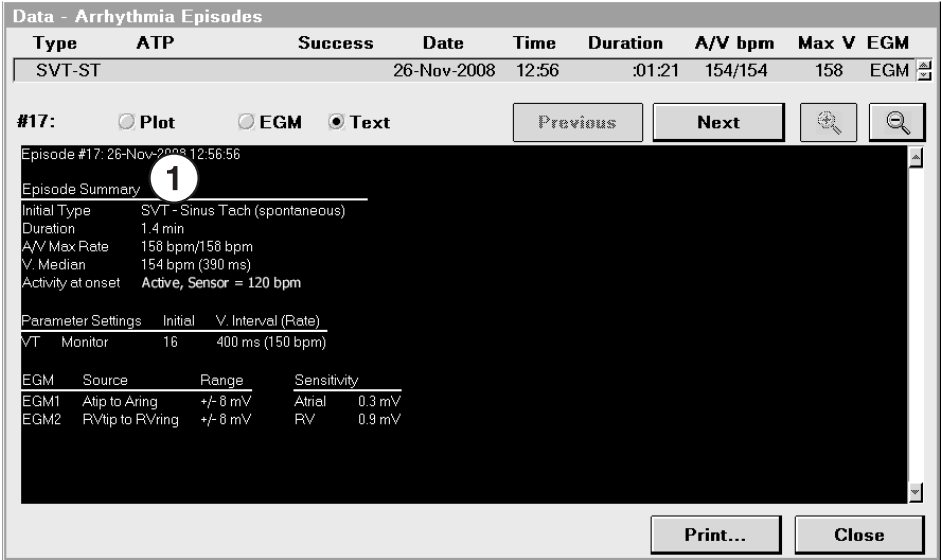 Data - Arrhythmia Episodes
Type ATP Success Date Time Duration A/V bpm Max V EGM
SVT-ST 26-Nov-2008 12:56 :01:21 154/154 158 EGM
#17: Plot EGM Text Previous Next
Episode #17: 26-Nov-2008 12:56:56
1
Episode Summary
Initial Type SVT - Sinus Tach (spontaneous)
Duration 1.4 min
A/V Max Rate 158 bpm/158 bpm
V. Median 154 bpm (390 ms)
Activity at onset Active, Sensor = 120 bpm
Parameter Settings Initial V. Interval (Rate)
VT Monitor 16 400 ms (150 bpm)
EGM Source Range Sensitivity
EGM1 Atip to Aring +/- 8 mV Atrial 0.3 mV
EGM2 RVtip to RVring +/- 8 mV RV 0.9 mV
Print... Close